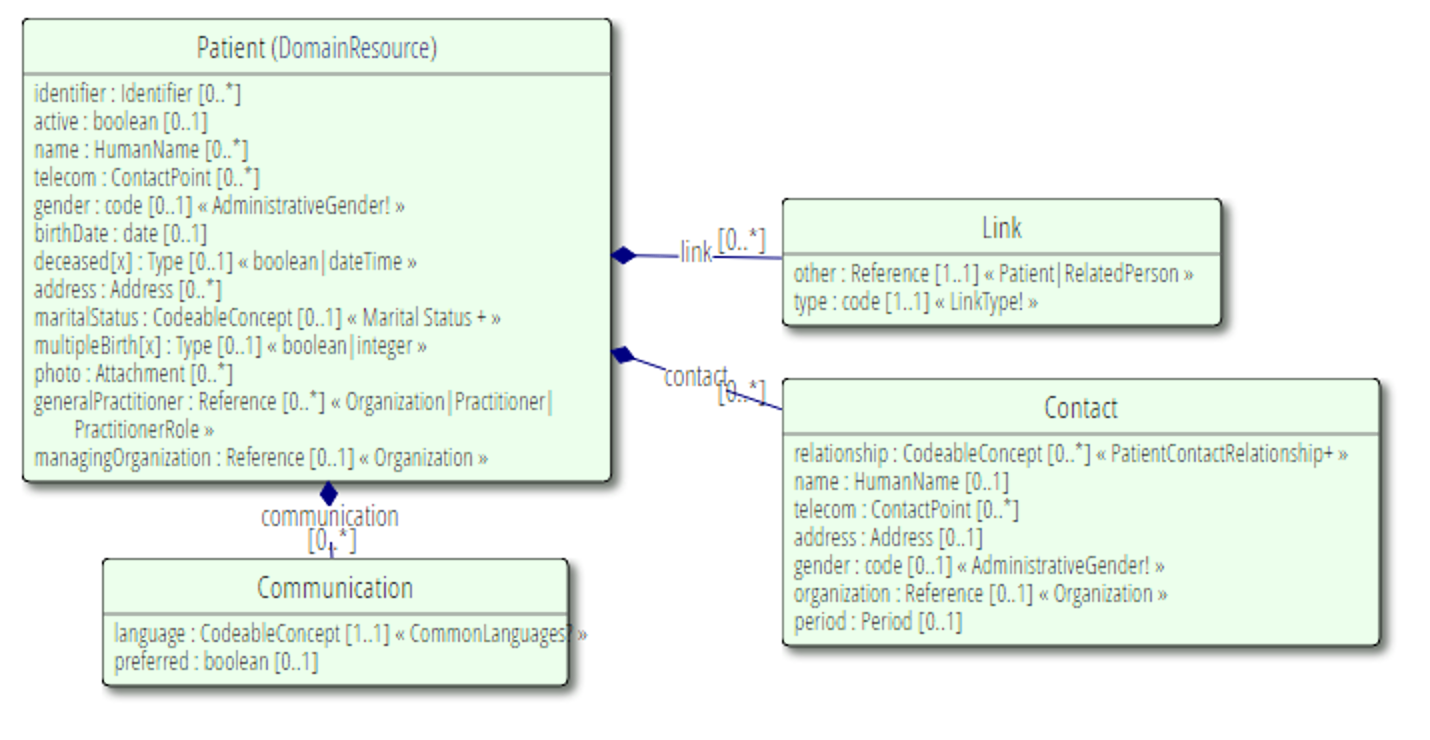 Patient (DomainResource)
identifier : Identifier [0..*]
active : boolean [0..1]
name : HumanName [0..*]
telecom : ContactPoint [0..*]
gender : code [0..1] « AdministrativeGender! »
birthDate : date [0..1]
deceased[x] : Type [0..1] « boolean|dateTime »
address : Address [0..*]
maritalStatus : CodeableConcept [0..1] « Marital Status + »
multipleBirth[x] : Type [0..1] « boolean|integer »
photo : Attachment [0..*]
generalPractitioner : Reference [0..*] « Organization|Practitioner|
PractitionerRole »
managingOrganization : Reference [0..1] « Organization »
link
[0..*]
Link
other : Reference [1..1] « Patient|RelatedPerson »
type : code [1..1] « LinkType! »
contact
[0..*]
Contact
relationship : CodeableConcept [0..*] « PatientContactRelationship+ »
name : HumanName [0..1]
telecom : ContactPoint [0..*]
address : Address [0..1]
gender : code [0..1] « AdministrativeGender! »
organization : Reference [0..1] « Organization »
period : Period [0..1]
communication
[0..*]
Communication
language : CodeableConcept [1..1] « CommonLanguages? »
preferred : boolean [0..1]